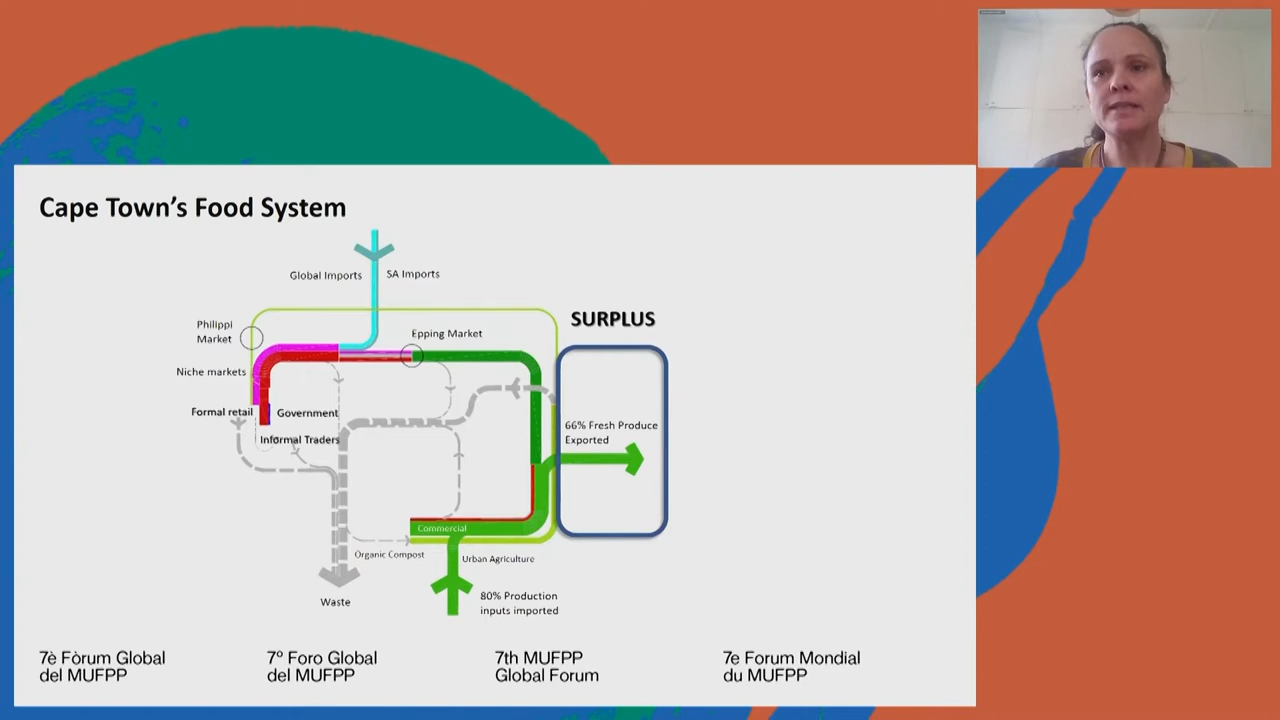 Cape Town's Food System
Global Imports
SA Imports
SURPLUS
Philippi
Market
Epping Market
Niche markets
Formal retail
Government
Informal Traders
66% Fresh Produce
Exported
Commercial
Organic Compost
Urban Agriculture
80% Production
inputs imported
Waste
7è Fòrum Global
del MUFPP
7º Foro Global
del MUFPP
7th MUFPP
Global Forum
7e Forum Mondial
du MUFPP